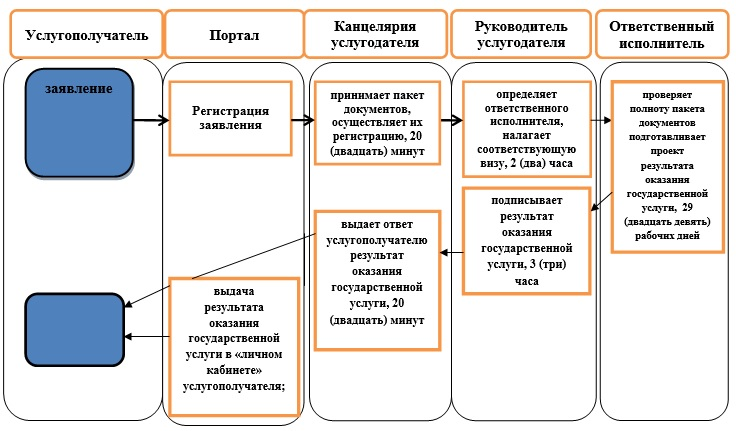 Услугополучатель
Портал
Канцелярия
услугодателя
Руководитель
услугодателя
Ответственный
исполнитель
заявление
Регистрация
заявления
принимает пакет
документов,
осуществляет их
регистрацию, 20
(двадцать) минут
определяет
ответственного
исполнителя,
налагает
соответствующую
визу, 2 (два) часа
проверяет
полноту пакета
документов
подготавливает
проект
результата
оказания
государственной
услуги, 29
(двадцать девять)
рабочих дней
подписывает
результат
оказания
государственной
услуги, 3 (три)
часа
выдает ответ
услугополучателю
результат
оказания
государственной
услуги, 20
(двадцать) минут
выдача
результата
оказания
государственной
услуги в «личном
кабинете»
услугополучателя;